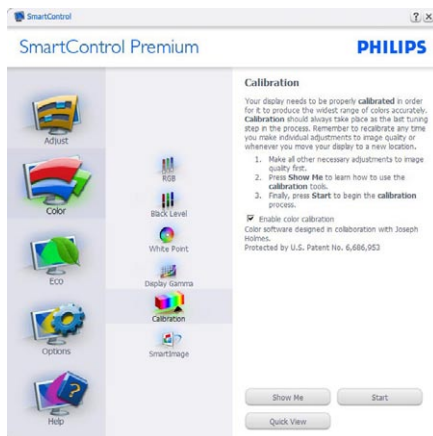 SmartControl
SmartControl Premium
PHILIPS
Adjust
Color
Eco
Options
Help
RGB
Black Level
White Point
Display Gamma
Calibration
SmartImage
Calibration
Your display needs to be properly calibrated in order
for it to produce the widest range of colors accurately.
Calibration should always take place as the last tuning
step in the process. Remember to recalibrate any time
you make individual adjustments to image quality or
whenever you move your display to a new location.
1. Make all other necessary adjustments to image
quality first.
2. Press Show Me to learn how to use the
calibration tools.
3. Finally, press Start to begin the calibration
process.
Enable color calibration
Color software designed in collaboration with Joseph
Holmes.
Protected by U.S. Patent No. 6,686,953
Show Me
Start
Quick View